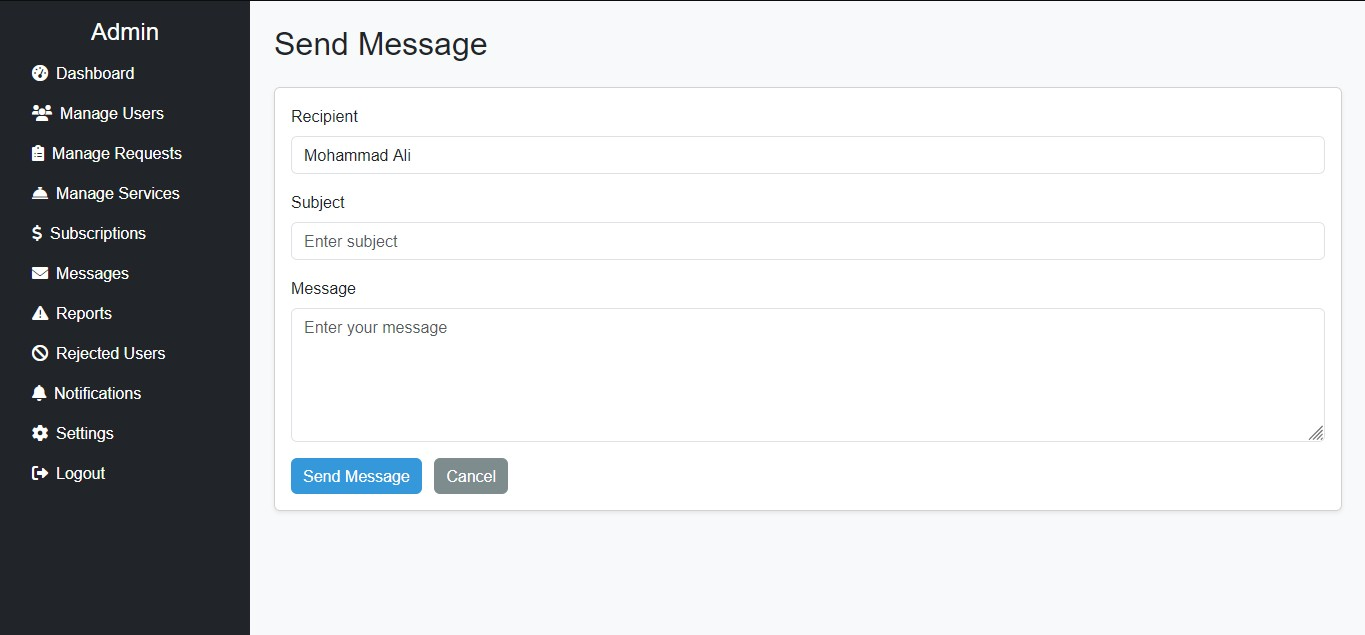 Admin
Dashboard
Manage Users
Manage Requests
Manage Services
Subscriptions
Messages
Reports
Rejected Users
Notifications
Settings
Logout
Send Message
Recipient
Mohammad Ali
Subject
Enter subject
Message
Enter your message
Send Message Cancel